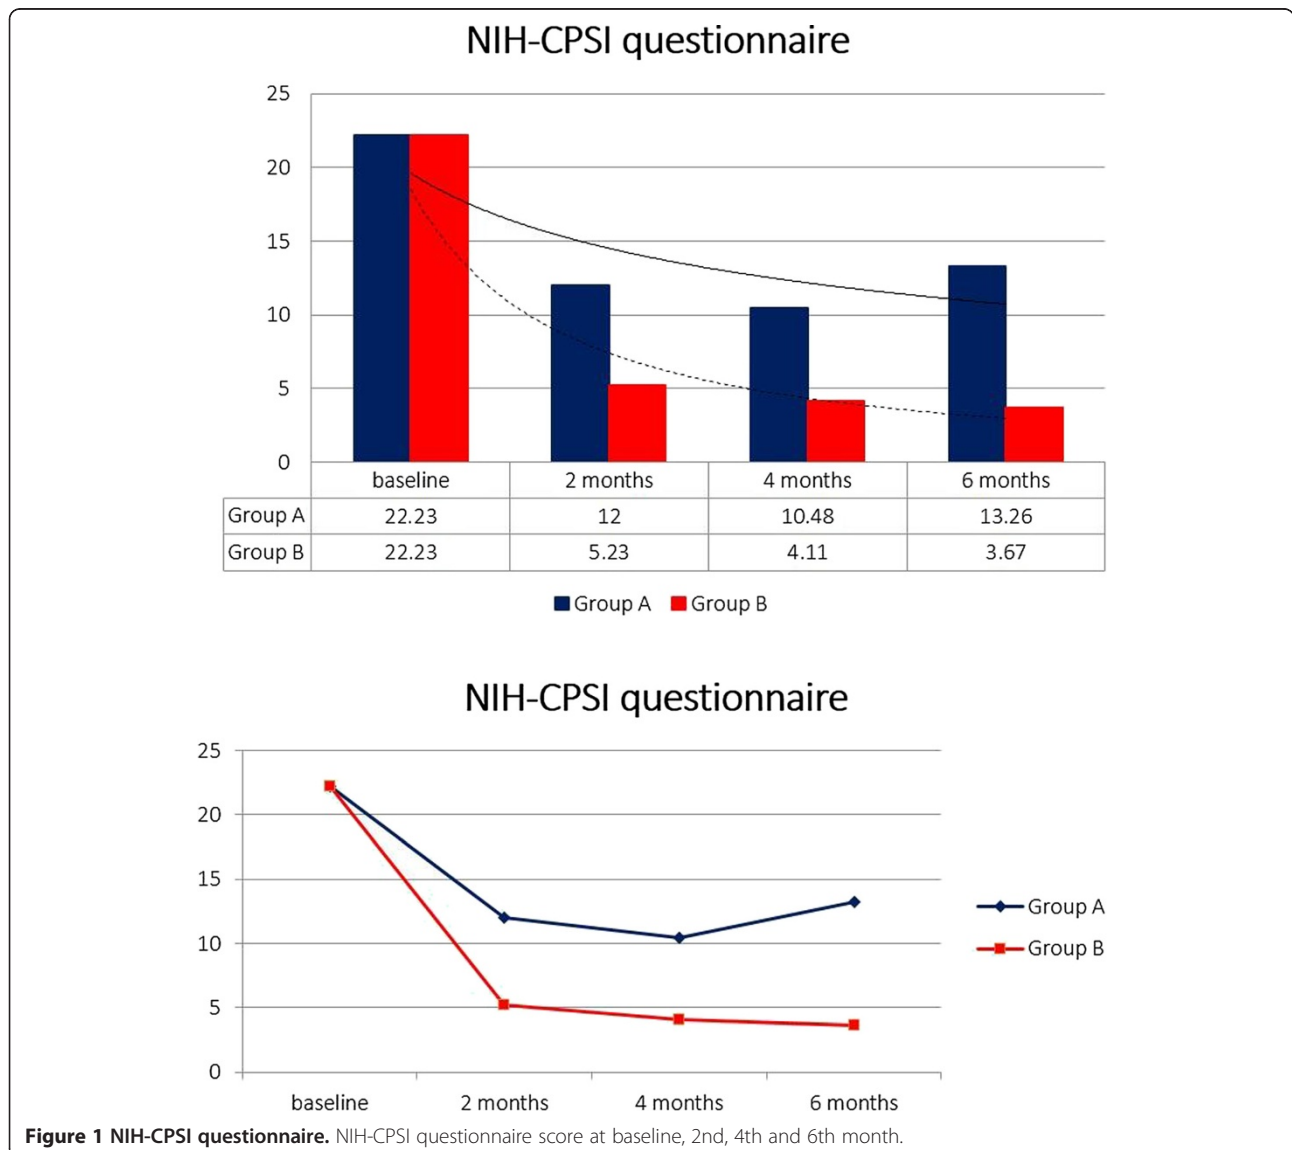 NIH-CPSI questionnaire
25
20
15
10
5
0
baseline 2 months 4 months 6 months
Group A 22.23 12 10.48 13.26
Group B 22.23 5.23 4.11 3.67
Group A Group B
NIH-CPSI questionnaire
25
20
15
10
5
0
Group A
Group B
baseline 2 months 4 months 6 months
Figure 1 NIH-CPSI questionnaire. NIH-CPSI questionnaire score at baseline, 2nd, 4th and 6th month.